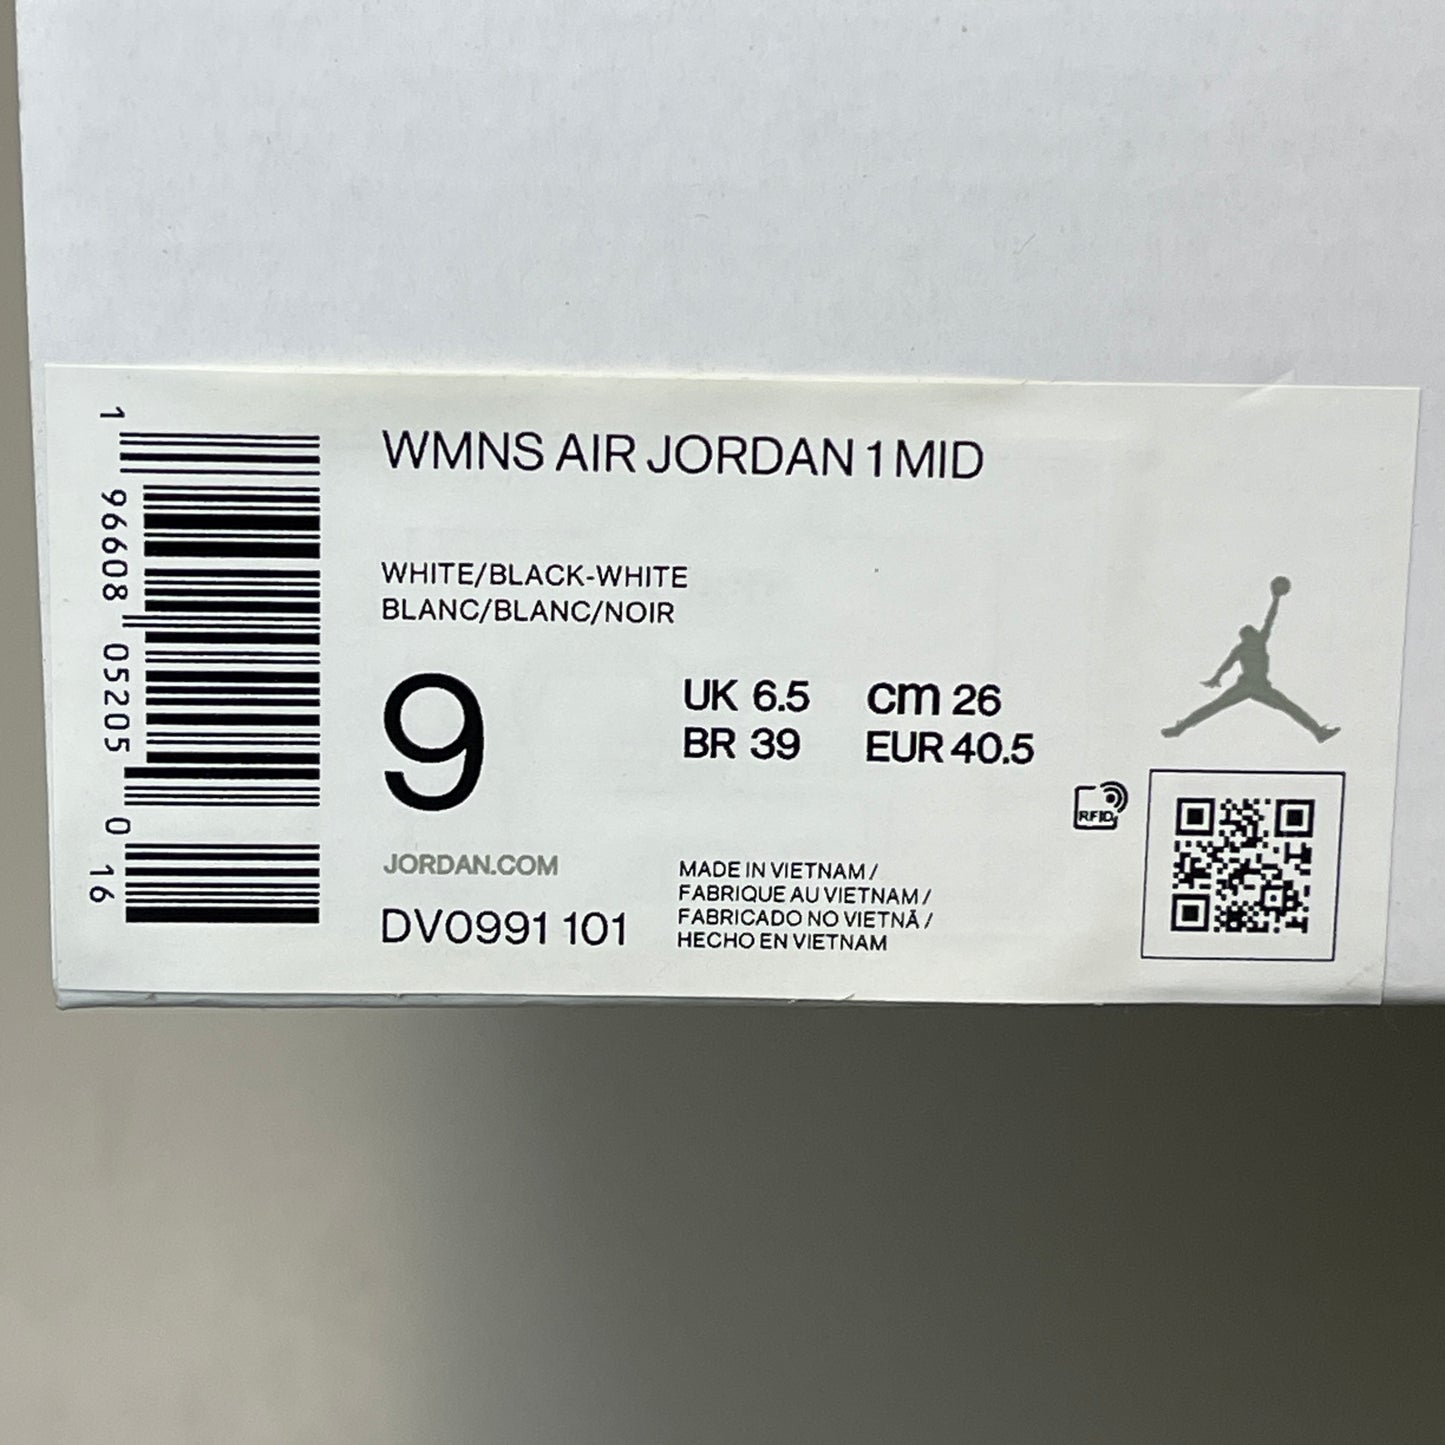 WMNS AIR JORDAN 1 MID
WHITE/BLACK-WHITE
BLANC/BLANC/NOIR
9
UK 6.5 cm 26
BR 39 EUR 40.5
RFID
JORDAN.COM
DV0991 101
MADE IN VIETNAM /
FABRIQUE AU VIETNAM /
FABRICADO NO VIETNÃ /
HECHO EN VIETNAM
1 96608 05205 0 16